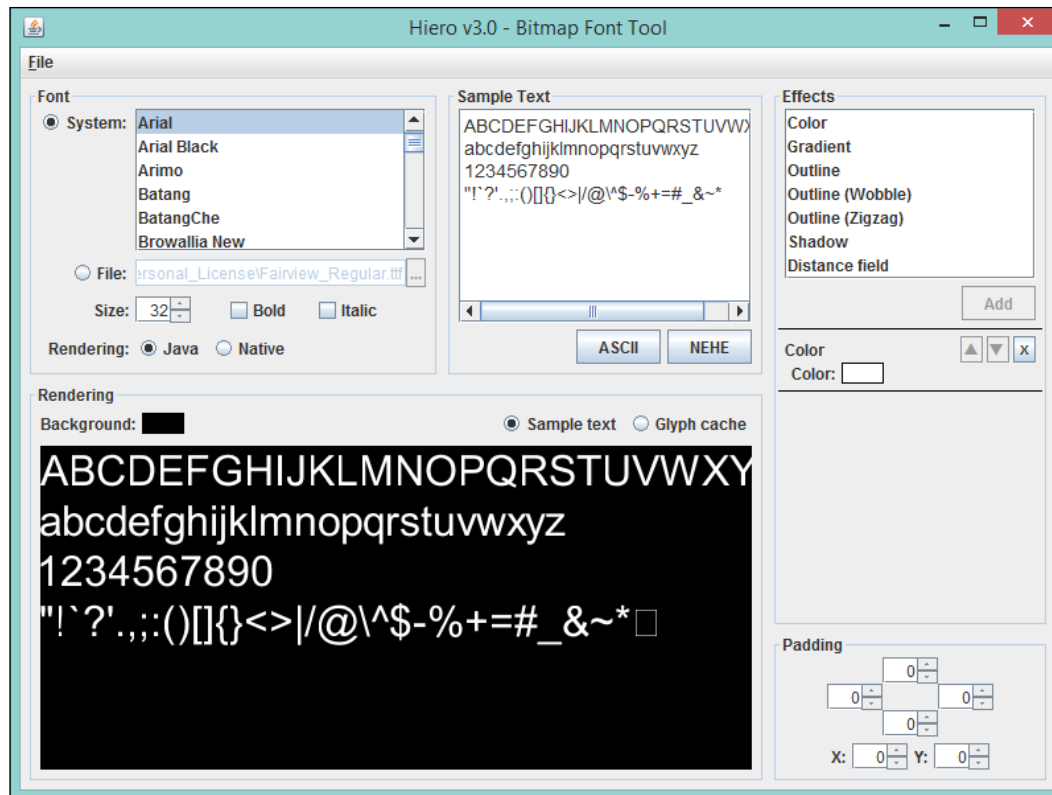 Hiero v3.0 - Bitmap Font Tool
File
Font
System:
Arial
Arial Black
Arimo
Batang
BatangChe
Browallia New
File: ersonal_License\Fairview_Regular.ttf ...
Size: 32 Bold Italic
Rendering: Java Native
Sample Text
ABCDEFGHIJKLMNOPQRSTUVWX
abcdefghijklmnopqrstuvwxyz
1234567890
"!`?'.,;:()[]{}<>|/@\^$-%+=#_&~*
ASCII NEHE
Effects
Color
Gradient
Outline
Outline (Wobble)
Outline (Zigzag)
Shadow
Distance field
Add
Color x
Color:
Rendering
Background: Sample text Glyph cache
ABCDEFGHIJKLMNOPQRSTUVWXY
abcdefghijklmnopqrstuvwxyz
1234567890
"!`?'.,;:()[]{}<>|/@\^$-%+=#_&~*□
Padding
0
0 0
0
X: 0 Y: 0